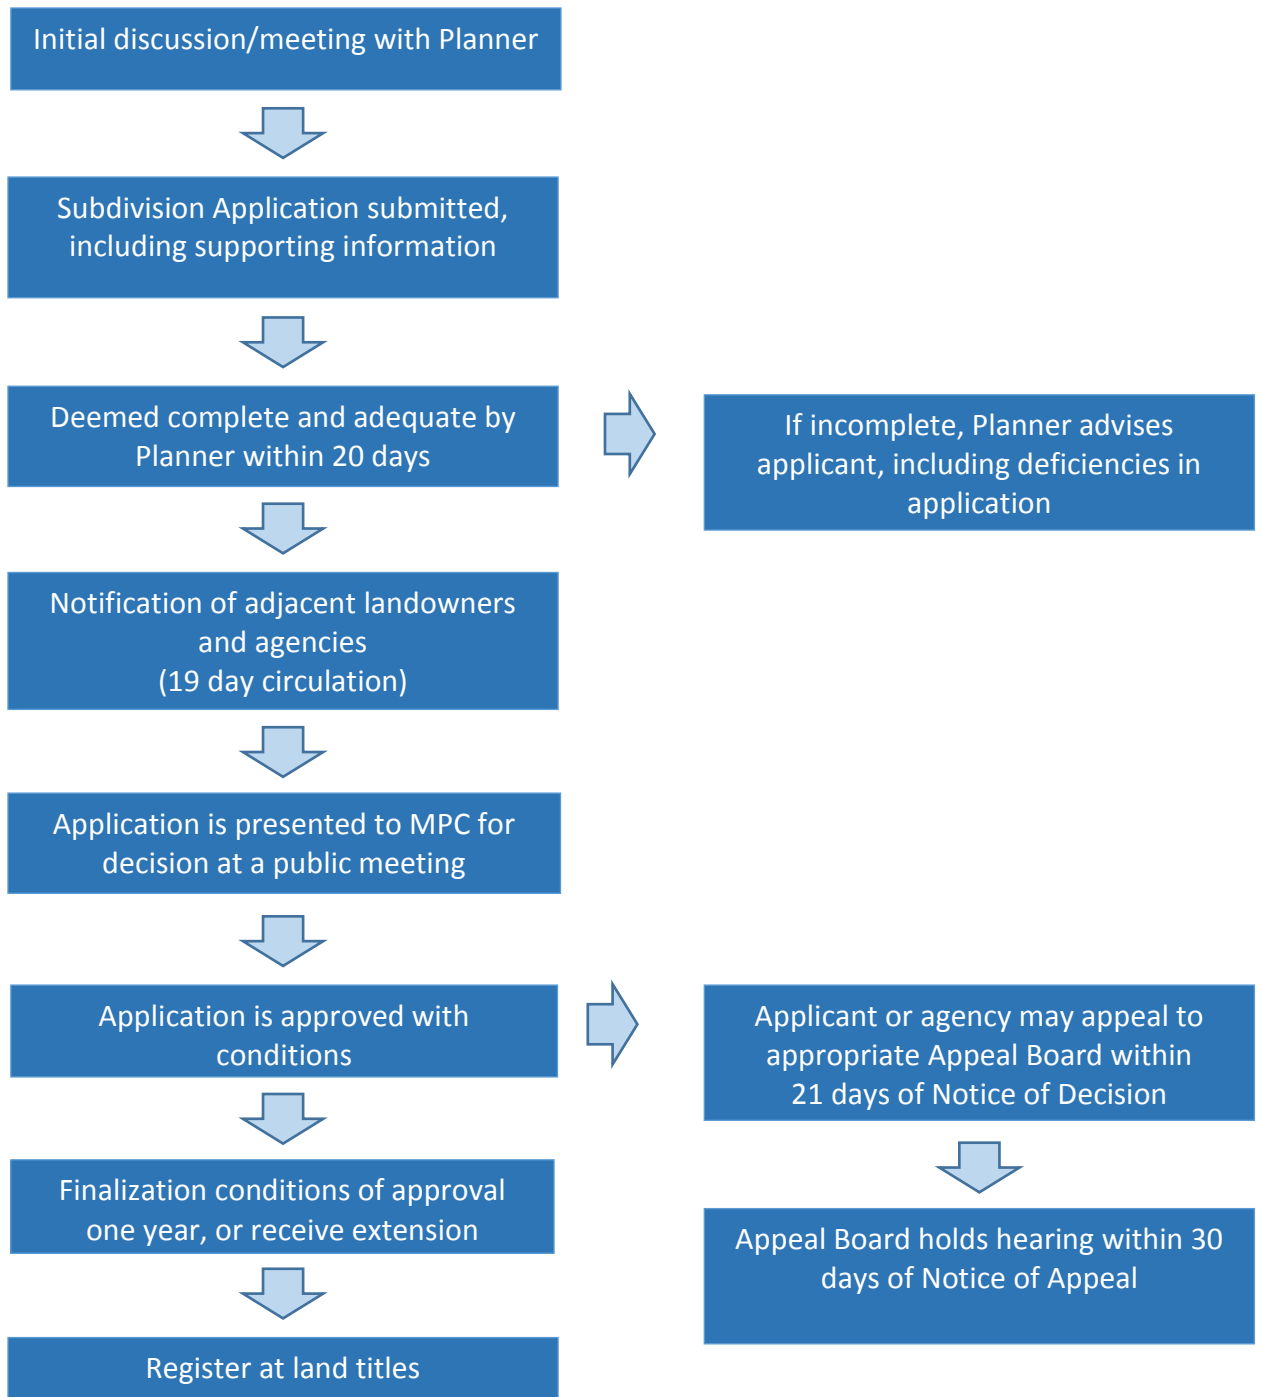 Initial discussion/meeting with Planner
Subdivision Application submitted,
including supporting information
Deemed complete and adequate by
Planner within 20 days
If incomplete, Planner advises
applicant, including deficiencies in
application
Notification of adjacent landowners
and agencies
(19 day circulation)
Application is presented to MPC for
decision at a public meeting
Application is approved with
conditions
Applicant or agency may appeal to
appropriate Appeal Board within
21 days of Notice of Decision
Finalization conditions of approval
one year, or receive extension
Appeal Board holds hearing within 30
days of Notice of Appeal
Register at land titles